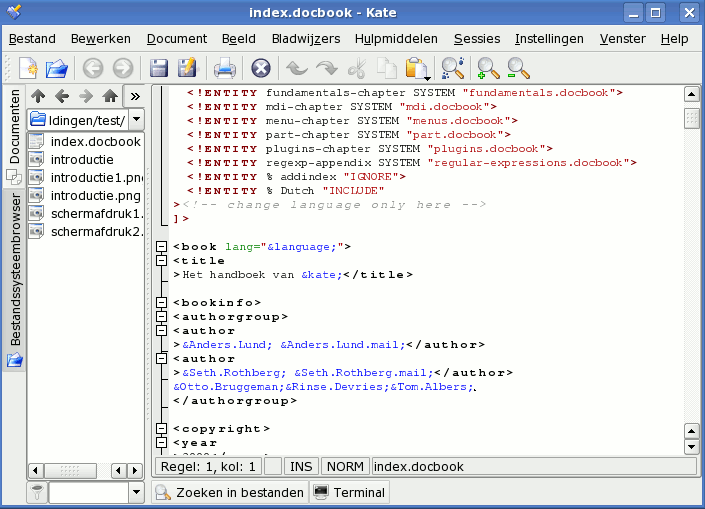 index.docbook - Kate
Bestand Bewerken Document Beeld Bladwijzers Hulpmiddelen Sessies Instellingen Venster Help
Documenten
Bestandssysteembrowser
ldingen/test/
index.docbook
introductie
introductie1.pn
introductie.png
schermafdruk1.
schermafdruk2.
<!ENTITY fundamentals-chapter SYSTEM "fundamentals.docbook">
<!ENTITY mdi-chapter SYSTEM "mdi.docbook">
<!ENTITY menu-chapter SYSTEM "menus.docbook">
<!ENTITY part-chapter SYSTEM "part.docbook">
<!ENTITY plugins-chapter SYSTEM "plugins.docbook">
<!ENTITY regexp-appendix SYSTEM "regular-expressions.docbook">
<!ENTITY % addindex "IGNORE">
<!ENTITY % Dutch "INCLUDE"
><!-- change language only here -->
]>
<book lang="&language;">
<title
>Het handboek van &kate;</title>
<bookinfo>
<authorgroup>
<author
>&Anders.Lund; &Anders.Lund.mail;</author>
<author
>&Seth.Rothberg; &Seth.Rothberg.mail;</author>
&Otto.Bruggeman;&Rinse.Devries;&Tom.Albers;
</authorgroup>
<copyright>
<year
Regel: 1, kol: 1 INS NORM index.docbook
Zoeken in bestanden Terminal